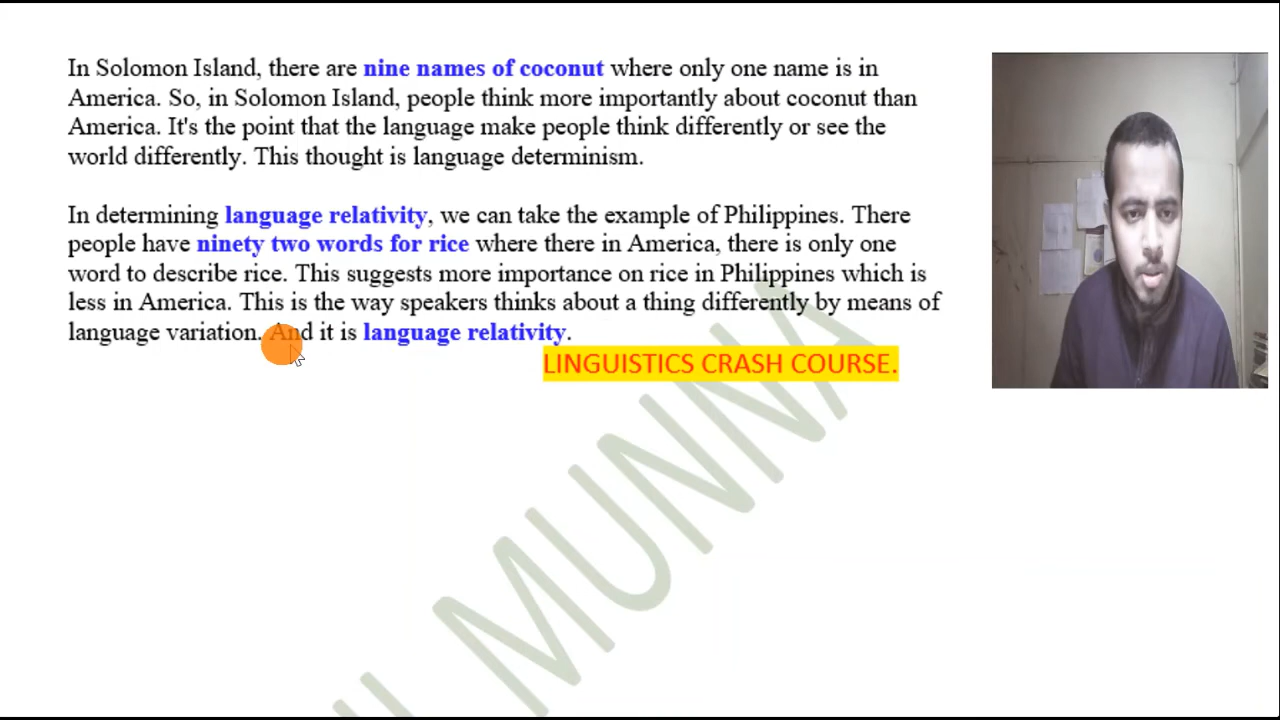 In Solomon Island, there are nine names of coconut where only one name is in
America. So, in Solomon Island, people think more importantly about coconut than
America. It's the point that the language make people think differently or see the
world differently. This thought is language determinism.
In determining language relativity, we can take the example of Philippines. There
people have ninety two words for rice where there in America, there is only one
word to describe rice. This suggests more importance on rice in Philippines which is
less in America. This is the way speakers thinks about a thing differently by means of
language variation. And it is language relativity.
LINGUISTICS CRASH COURSE.
MUNNA